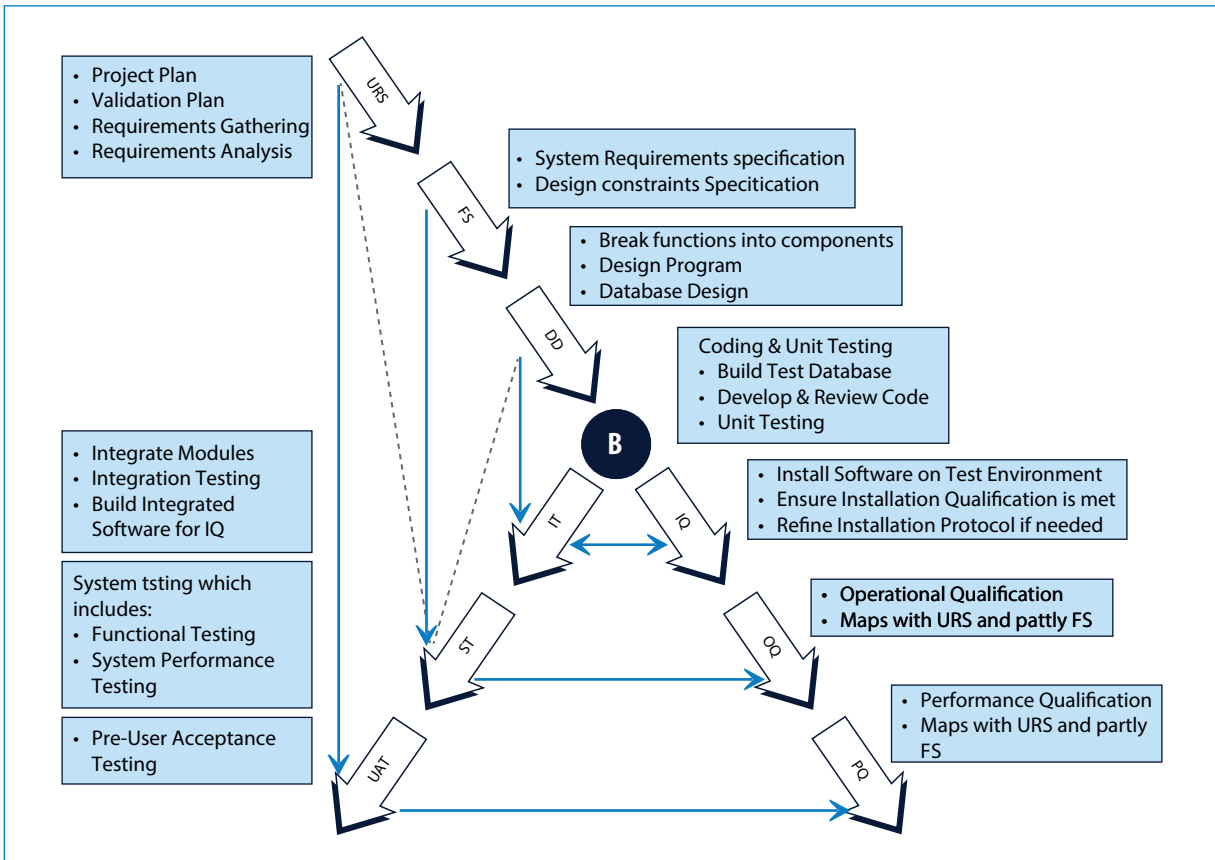 • Project Plan
• Validation Plan
• Requirements Gathering
• Requirements Analysis
URS
FS
• System Requirements specification
• Design constraints Specitication
• Break functions into components
• Design Program
• Database Design
DD
Coding & Unit Testing
• Build Test Database
• Develop & Review Code
• Unit Testing
B
• Integrate Modules
• Integration Testing
• Build Integrated
Software for IQ
IT
IQ
• Install Software on Test Environment
• Ensure Installation Qualification is met
• Refine Installation Protocol if needed
System tsting which
includes:
• Functional Testing
• System Performance
Testing
ST
OQ
• Operational Qualification
• Maps with URS and pattly FS
• Pre-User Acceptance
Testing
UAT
PQ
• Performance Qualification
• Maps with URS and partly
FS